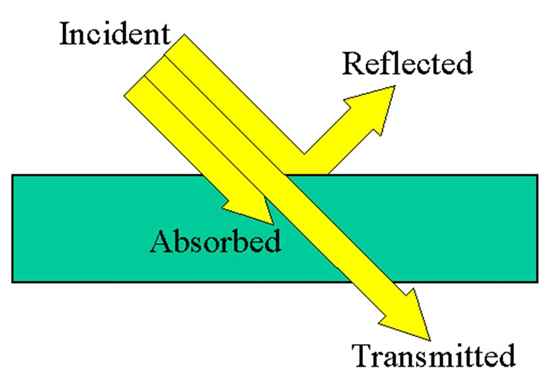 Incident
Reflected
Absorbed
Transmitted